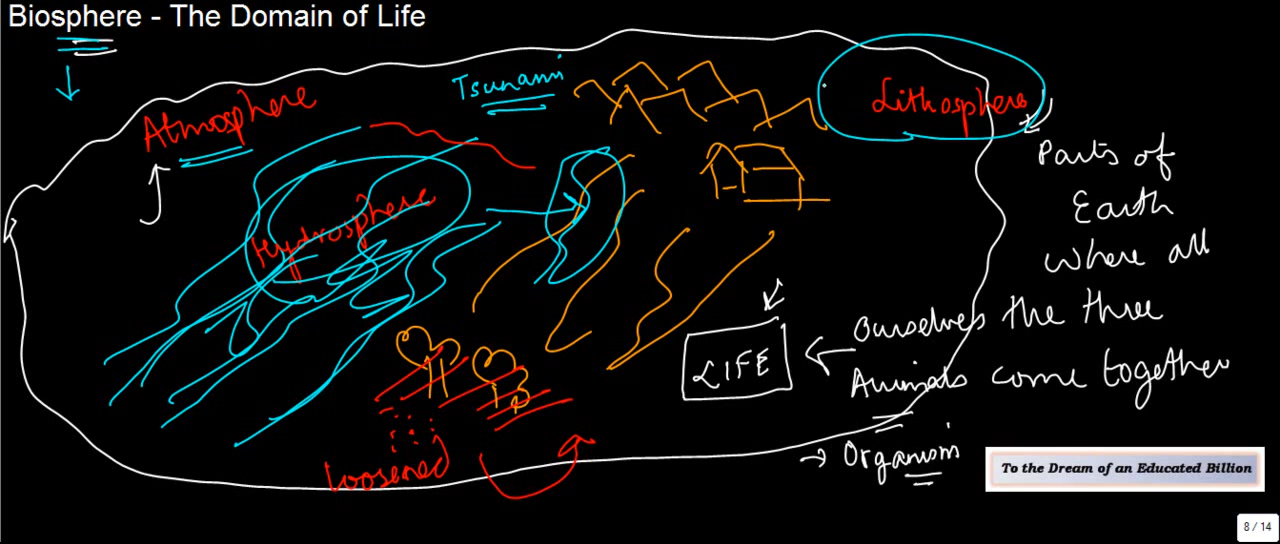 Biosphere - The Domain of Life
Tsunami
Atmosphere
Lithosphere
Hydrosphere
Parts of
Earth
where all
the three
come together
LIFE
Ourselves
Animals
→ Organism
Loosened
To the Dream of an Educated Billion
8 / 14